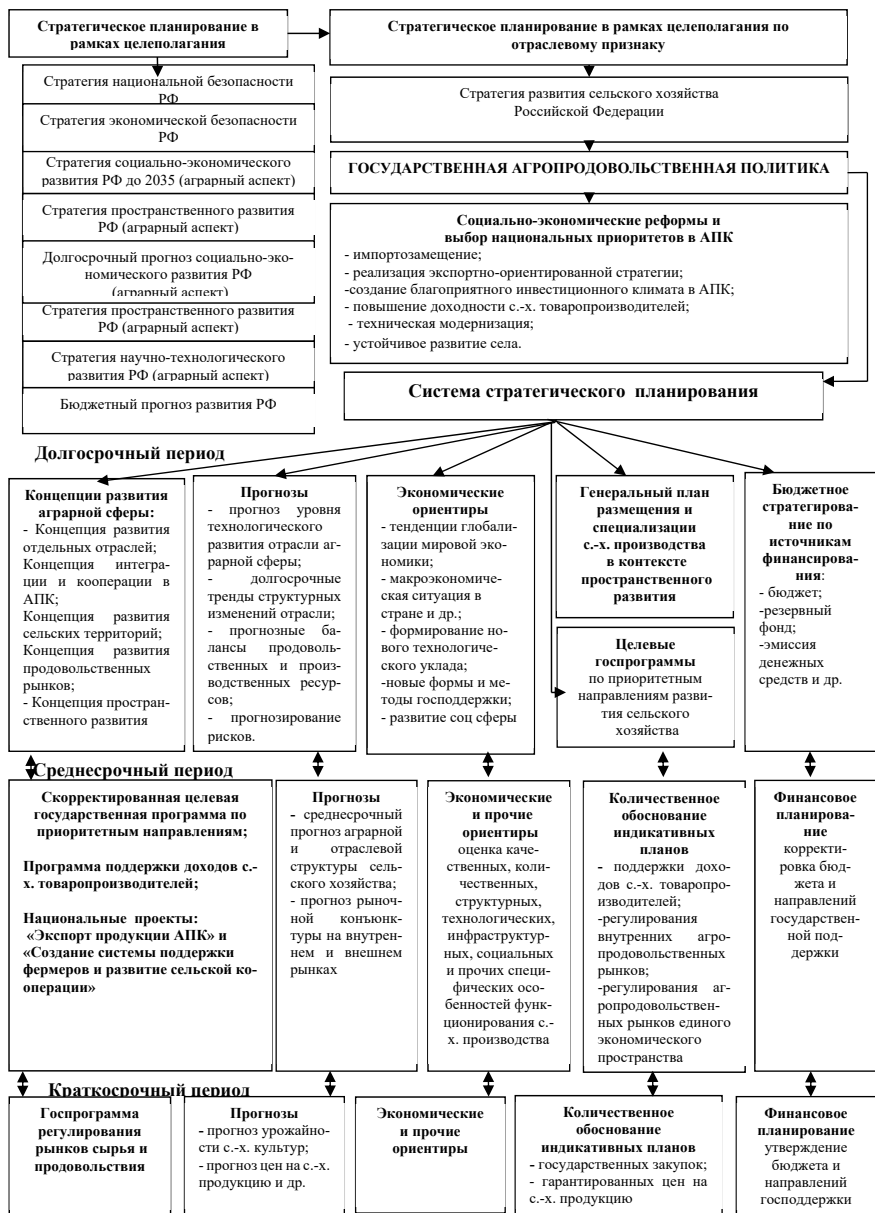 Стратегическое планирование в
рамках целеполагания
Стратегия национальной безопасности
РФ
Стратегия экономической безопасности
РФ
Стратегия социально-экономического
развития РФ до 2035 (аграрный аспект)
Стратегия пространственного развития
РФ (аграрный аспект)
Долгосрочный прогноз социально-эко-
номического развития РФ
(аграрный аспект)
Стратегия пространственного развития
РФ (аграрный аспект)
Стратегия научно-технологического
развития РФ (аграрный аспект)
Бюджетный прогноз развития РФ
Стратегическое планирование в рамках целеполагания по
отраслевому признаку
Стратегия развития сельского хозяйства
Российской Федерации
ГОСУДАРСТВЕННАЯ АГРОПРОДОВОЛЬСТВЕННАЯ ПОЛИТИКА
Социально-экономические реформы и
выбор национальных приоритетов в АПК
- импортозамещение;
- реализация экспортно-ориентированной стратегии;
-создание благоприятного инвестиционного климата в АПК;
- повышение доходности с.-х. товаропроизводителей;
- техническая модернизация;
- устойчивое развитие села.
Система стратегического планирования
Долгосрочный период
Концепции развития
аграрной сферы:
- Концепция развития
отдельных отраслей;
Концепция интегра-
ции и кооперации в
АПК;
Концепция развития
сельских территорий;
Концепция развития
продовольственных
рынков;
- Концепция простран-
ственного развития
Прогнозы
- прогноз уровня
технологического
развития отрасли аг-
рарной сферы;
- долгосрочные
тренды структурных
изменений отрасли;
- прогнозные ба-
лансы продоволь-
ственных и произ-
водственных ресур-
сов;
- прогнозирование
рисков.
Экономические
ориентиры
- тенденции глобали-
зации мировой эко-
номики;
- макроэкономиче-
ская ситуация в
стране и др.;
- формирование но-
вого технологиче-
ского уклада;
-новые формы и ме-
тоды господдержки;
- развитие соц сферы
Генеральный план
размещения и
специализации
с.-х. производства
в контексте
пространственного
развития
Целевые
госпрограммы
по приоритетным
направлениям разви-
тия сельского
хозяйства
Бюджетное
стратегирова-
ние по
источникам
финансирова-
ния:
- бюджет;
-резервный
фонд;
-эмиссия
денежных
средств и др.
Среднесрочный период
Скорректированная целевая
государственная программа по
приоритетным направлениям;
Программа поддержки доходов с.-
х. товаропроизводителей;
Национальные проекты:
«Экспорт продукции АПК» и
«Создание системы поддержки
фермеров и развитие сельской ко-
операции»
Прогнозы
- среднесрочный
прогноз аграрной
и отраслевой
структуры сель-
ского хозяйства;
- прогноз рыноч-
ной конъюнк-
туры на внутрен-
нем и внешнем
рынках
Экономические
и прочие
ориентиры
оценка каче-
ственных, коли-
чественных,
структурных,
технологических,
инфраструктур-
ных, социальных
и прочих специ-
фических осо-
бенностей функ-
ционирования с.-
х. производства
Количественное
обоснование
индикативных
планов
- поддержки дохо-
дов с.-х. товаропро-
изводителей;
-регулирования
внутренних агро-
продовольственных
рынков;
-регулирования аг-
ропродовольствен-
ных рынков единого
экономического
пространства
Финансовое
планирова-
ние
корректи-
ровка бюд-
жета и
направлений
государствен-
ной под-
держки
Краткосрочный период
Госпрограмма
регулирования
рынков сырья и
продовольствия
Прогнозы
- прогноз урожайно-
сти с.-х. культур;
- прогноз цен на с.-х.
продукцию и др.
Экономические
и прочие
ориентиры
Количественное
обоснование
индикативных планов
- государственных закупок;
- гарантированных цен на
с.-х. продукцию
Финансовое
планирование
утверждение
бюджета и
направлений
господдержки